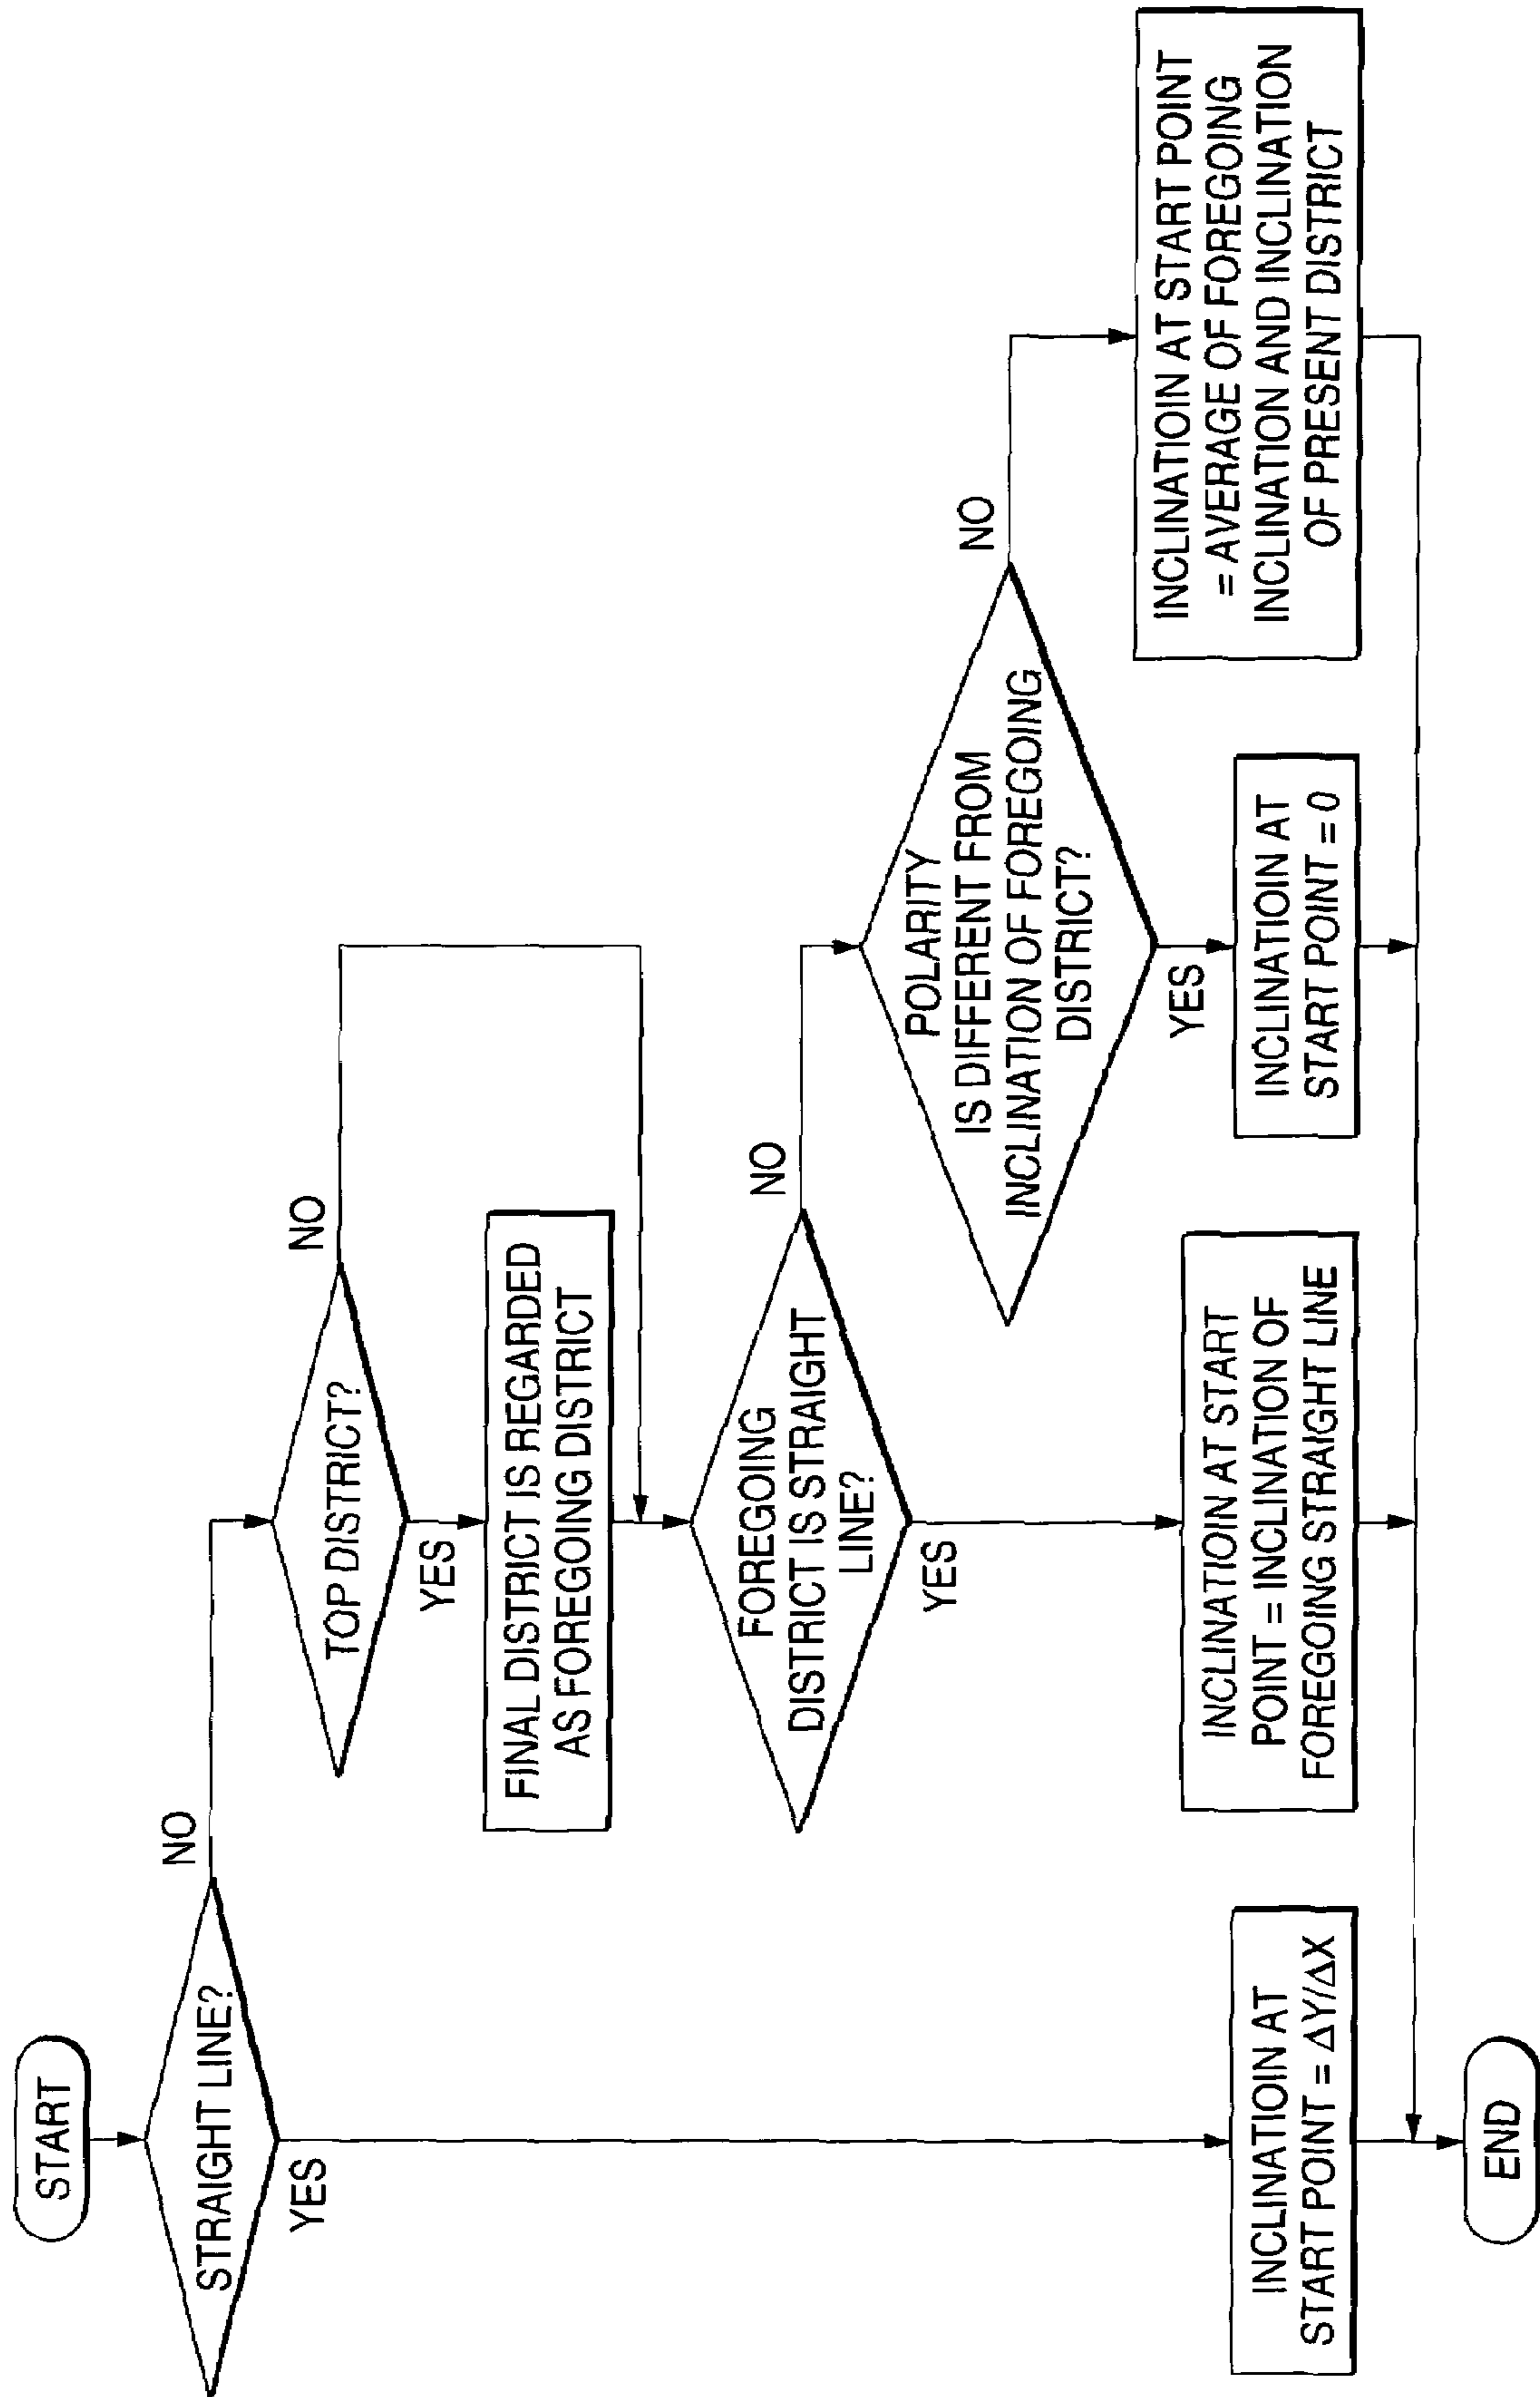 START
STRAIGHT LINE?
NO
YES
TOP DISTRICT?
NO
YES
FINAL DISTRICT IS REGARDED
AS FOREGOING DISTRICT
FOREGOING
DISTRICT IS STRAIGHT
LINE?
NO
YES
POLARITY
IS DIFFERENT FROM
INCLINATION OF FOREGOING
DISTRICT?
NO
YES
INCLINATIOIN AT
START POINT = ΔY/ΔX
INCLINATIOIN AT START
POINT = INCLINATION OF
FOREGOING STRAIGHT LINE
INCLINATIOIN AT
START POINT = 0
INCLINATIOIN AT START POINT
= AVERAGE OF FOREGOING
INCLINATION AND INCLINATION
OF PRESENT DISTRICT
END